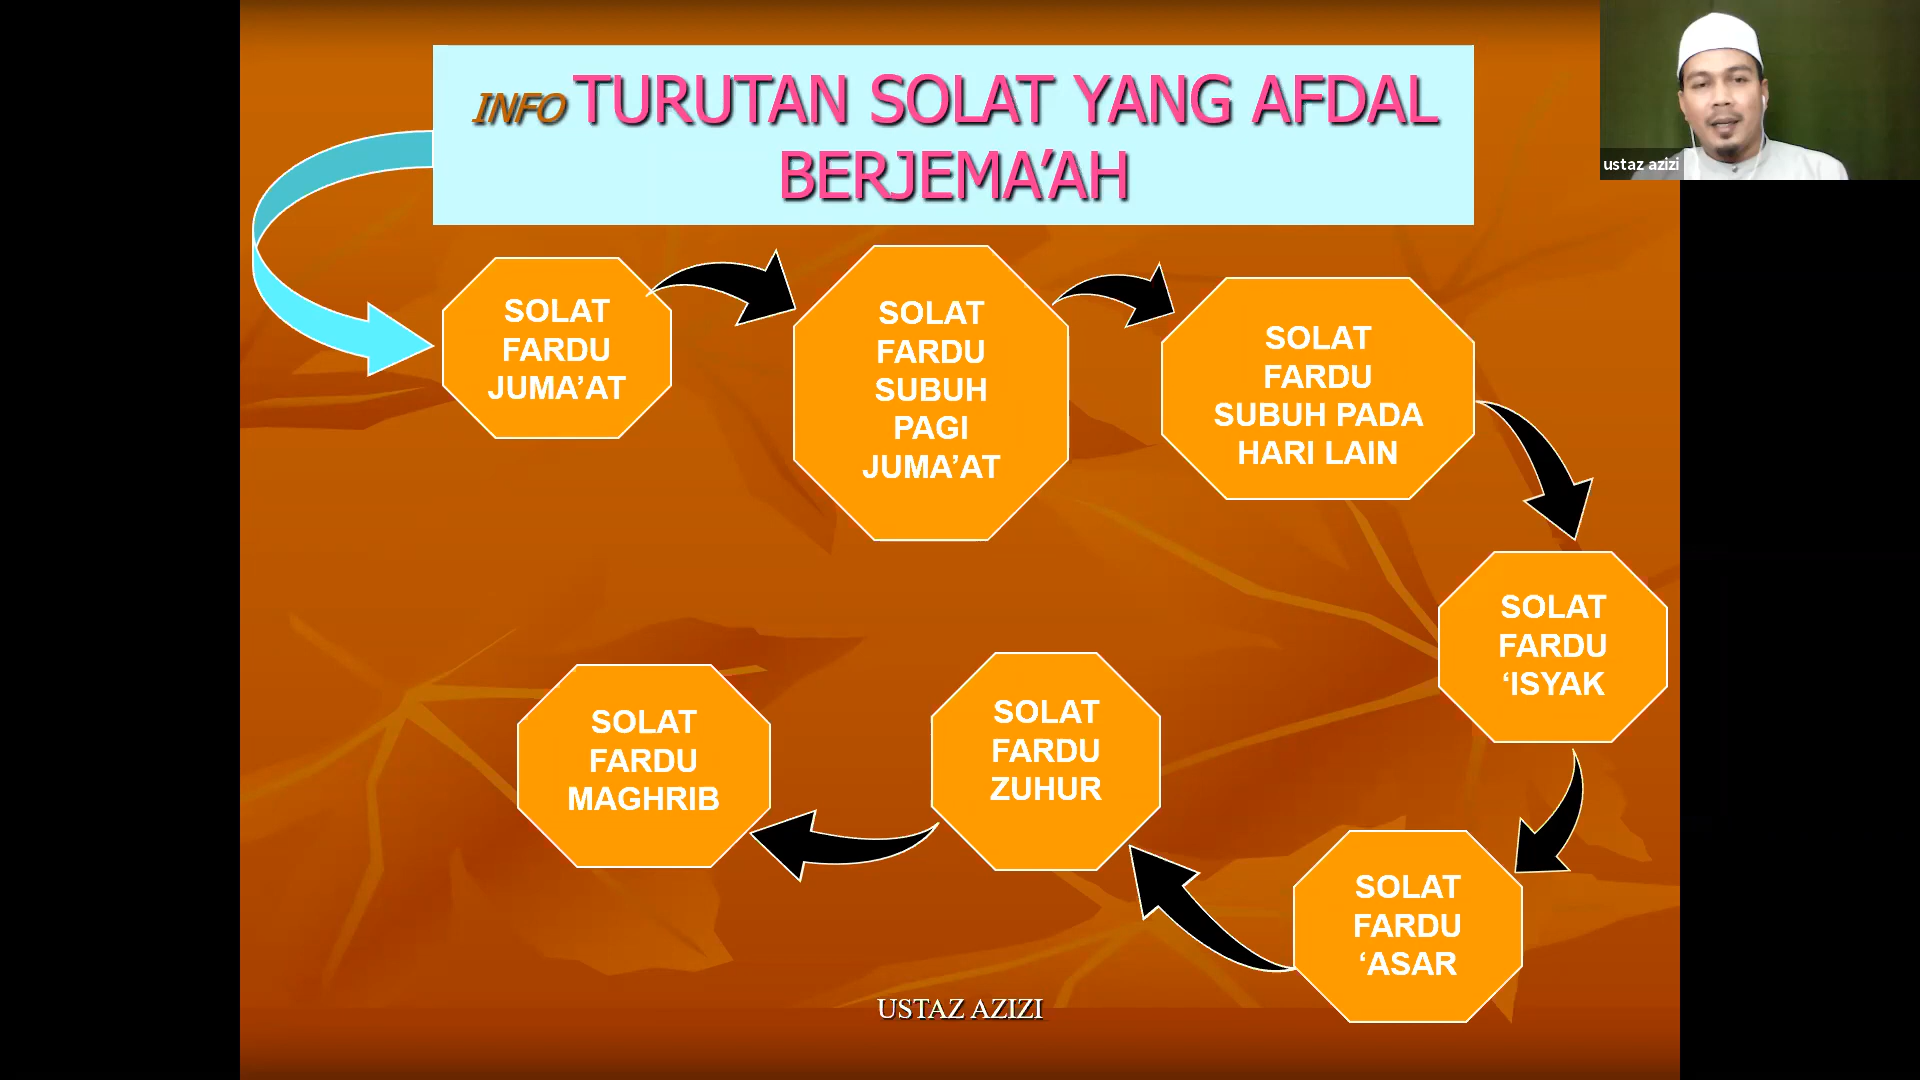 INFO TURUTAN SOLAT YANG AFDAL
BERJEMA’AH
ustaz azizi
SOLAT
FARDU
JUMA’AT
SOLAT
FARDU
SUBUH
PAGI
JUMA’AT
SOLAT
FARDU
SUBUH PADA
HARI LAIN
SOLAT
FARDU
‘ISYAK
SOLAT
FARDU
‘ASAR
SOLAT
FARDU
ZUHUR
SOLAT
FARDU
MAGHRIB
USTAZ AZIZI